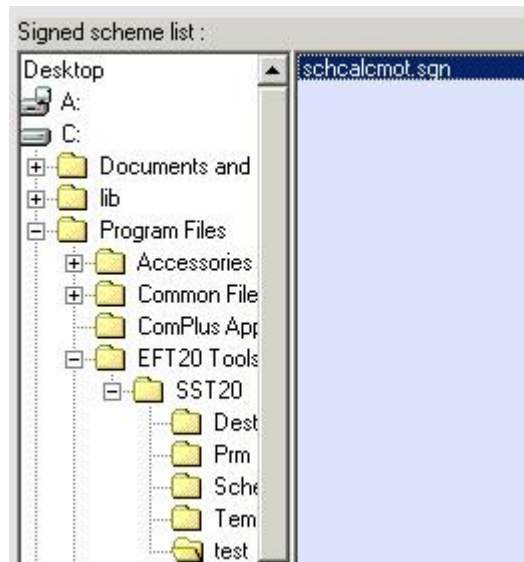 Signed scheme list :
Desktop
A:
C:
Documents and
lib
Program Files
Accessories
Common File
ComPlus App
EFT20 Tools
SST20
Dest
Prm
Sche
Tem
test
schcalcmot.sgn